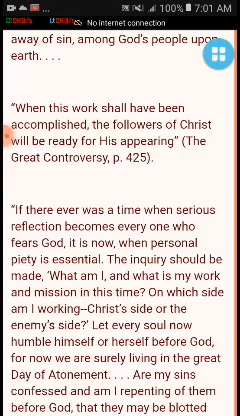 100% 7:01 AM
0:0KB/s U:0KB/s No internet connection
away of sin, among God's people upon
earth. . . .
“When this work shall have been
accomplished, the followers of Christ
will be ready for His appearing” (The
Great Controversy, p. 425).
“If there ever was a time when serious
reflection becomes every one who
fears God, it is now, when personal
piety is essential. The inquiry should be
made, ‘What am I, and what is my work
and mission in this time? On which side
am I working--Christ’s side or the
enemy’s side?’ Let every soul now
humble himself or herself before God,
for now we are surely living in the great
Day of Atonement. . . . Are my sins
confessed and am I repenting of them
before God, that they may be blotted